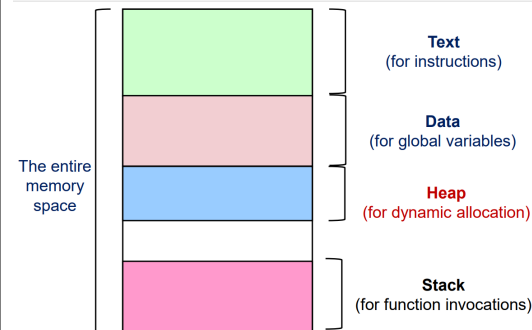 Text
(for instructions)
Data
(for global variables)
The entire
memory
space
Heap
(for dynamic allocation)
Stack
(for function invocations)